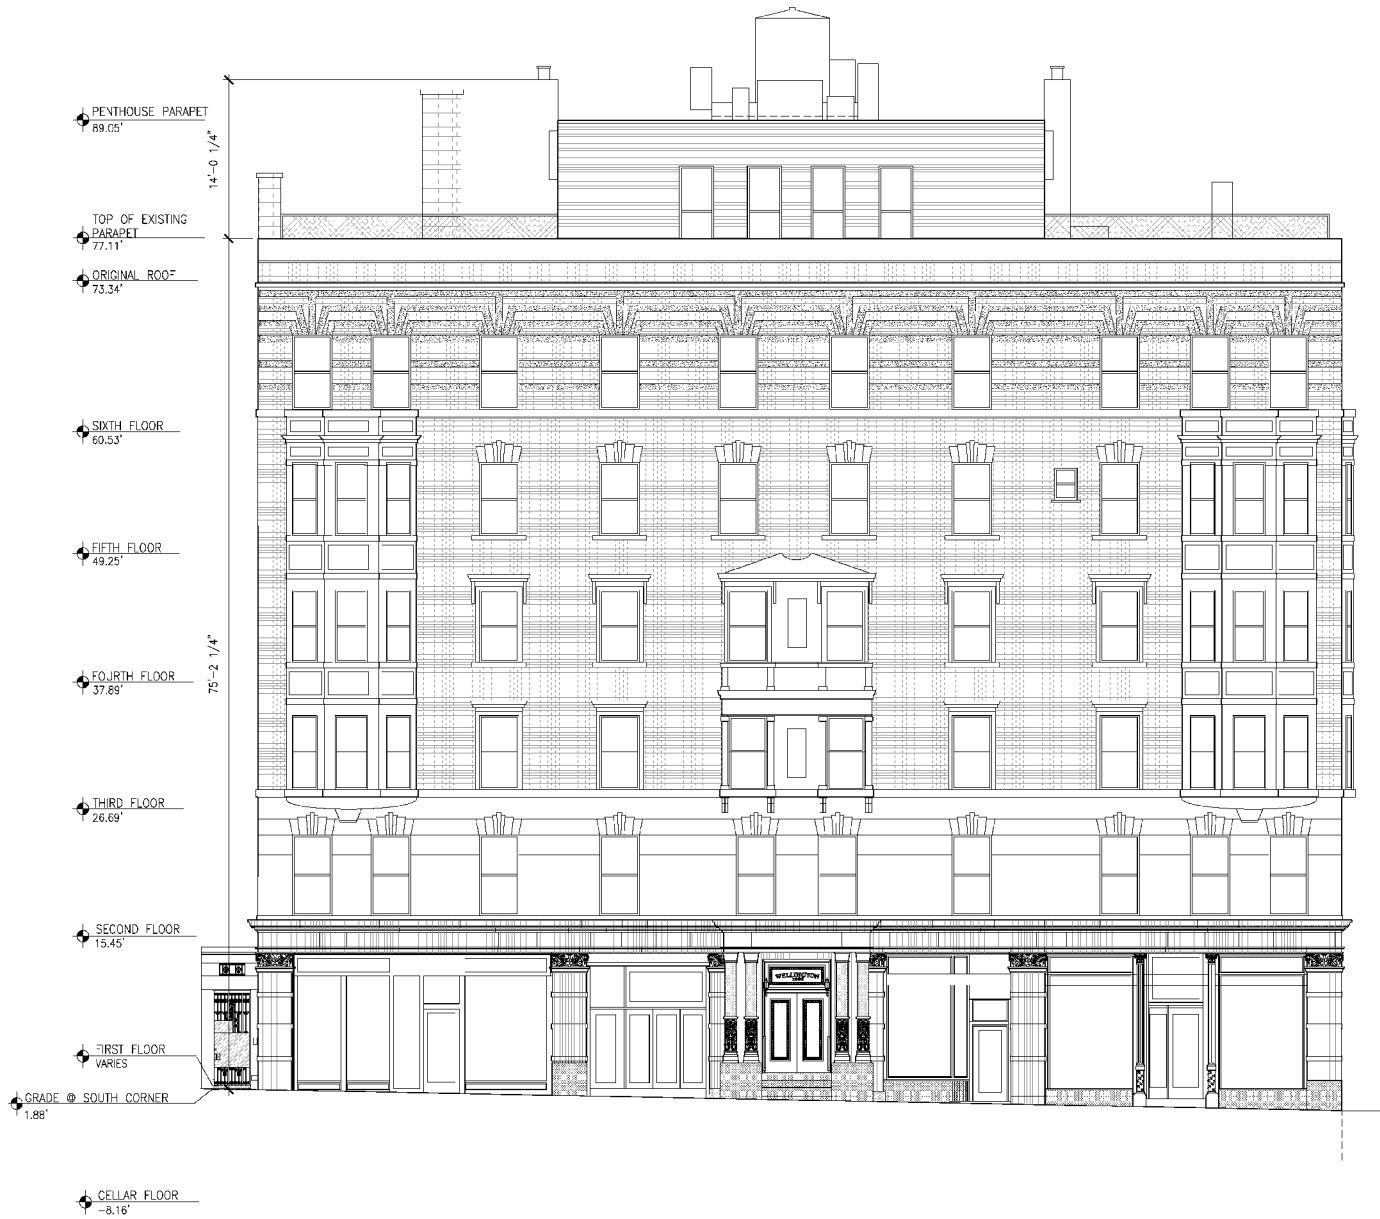 PENTHOUSE PARAPET
89.05'
14'-0 1/4"
TOP OF EXISTING
PARAPET
77.11'
ORIGINAL ROOF
73.34'
SIXTH FLOOR
60.53'
FIFTH FLOOR
49.25'
75'-2 1/4"
FOURTH FLOOR
37.89'
THIRD FLOOR
26.69'
SECOND FLOOR
15.45'
WELLINGTON
FIRST FLOOR
VARIES
GRADE @ SOUTH CORNER
1.88'
CELLAR FLOOR
-8.16'